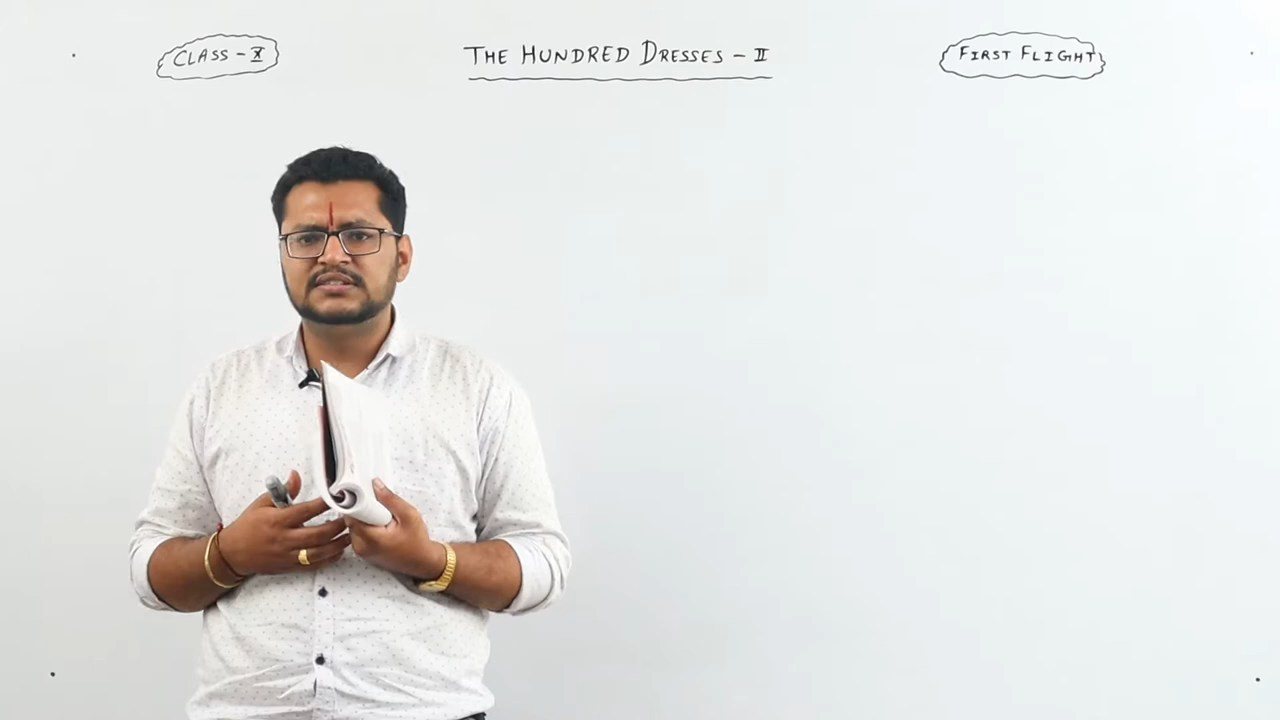 CLASS - X
THE HUNDRED DRESSES - II
FIRST FLIGHT